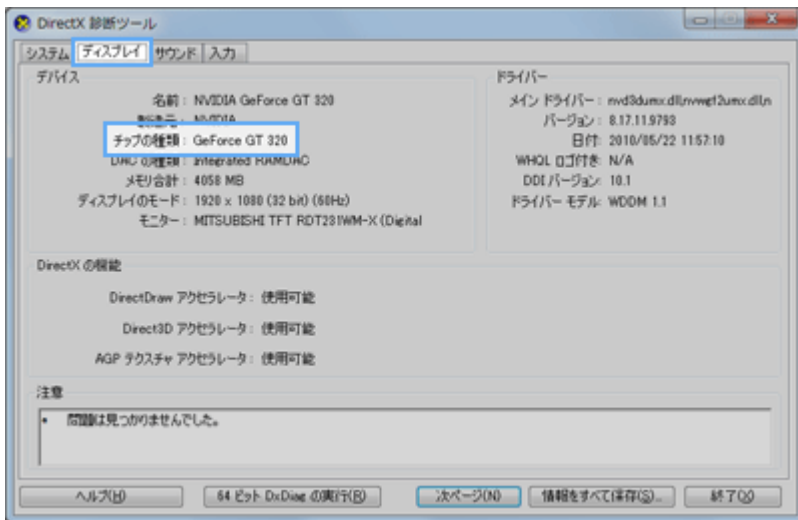 DirectX 診断ツール
システム ディスプレイ サウンド 入力
デバイス
名前: NVIDIA GeForce GT 320
製造元: NVIDIA
チップの種類: GeForce GT 320
DAC の種類: Integrated RAMDAC
メモリ合計: 4058 MB
ディスプレイのモード: 1920 x 1080 (32 bit) (60Hz)
モニター: MITSUBISHI TFT RDT231WM-X (Digital
ドライバー
メイン ドライバー: nvd3dumx.dll,nvwgf2umx.dll,n
バージョン: 8.17.11.9793
日付: 2010/05/22 11:57:10
WHQL ロゴ付き: N/A
DDI バージョン: 10.1
ドライバー モデル: WDDM 1.1
DirectX の機能
DirectDraw アクセラレータ: 使用可能
Direct3D アクセラレータ: 使用可能
AGP テクスチャ アクセラレータ: 使用可能
注意
• 問題は見つかりませんでした。
ヘルプ(H) 64 ビット DxDiag の実行(R) 次ページ(N) 情報をすべて保存(S)... 終了(X)